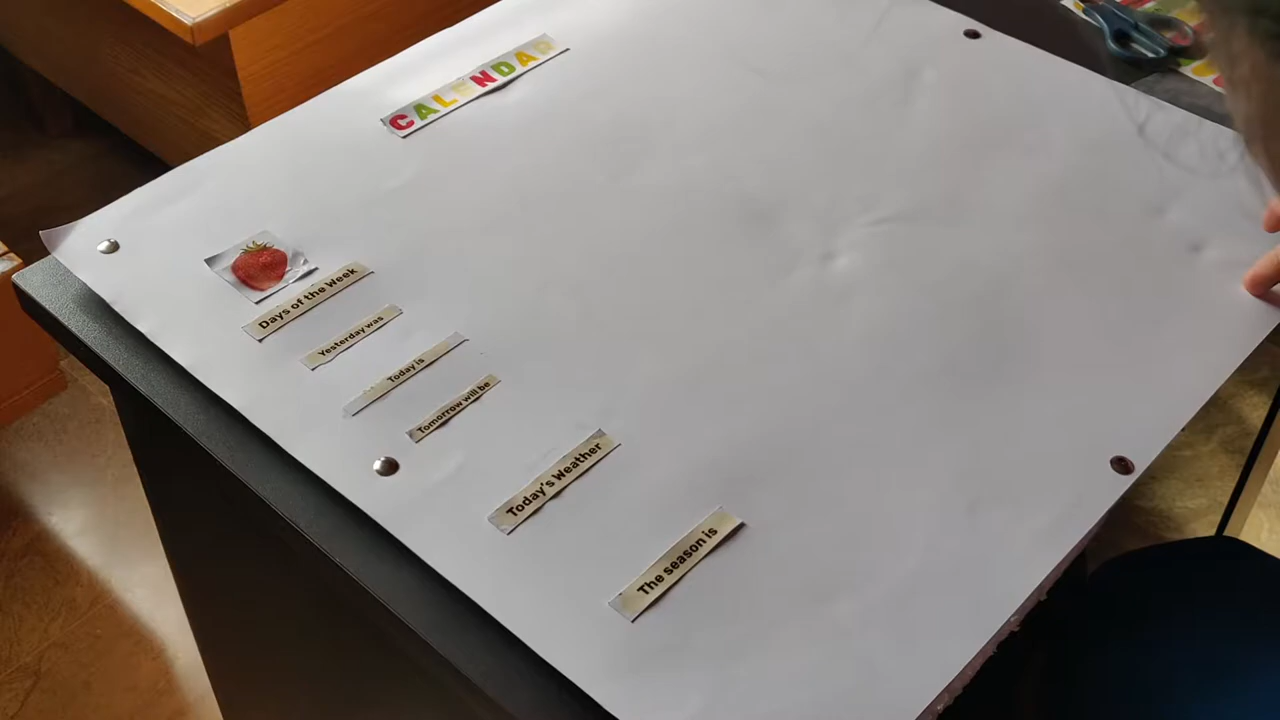 CALENDAR
Days of the Week
Yesterday was
Today is
Tomorrow will be
Today's Weather
The season is